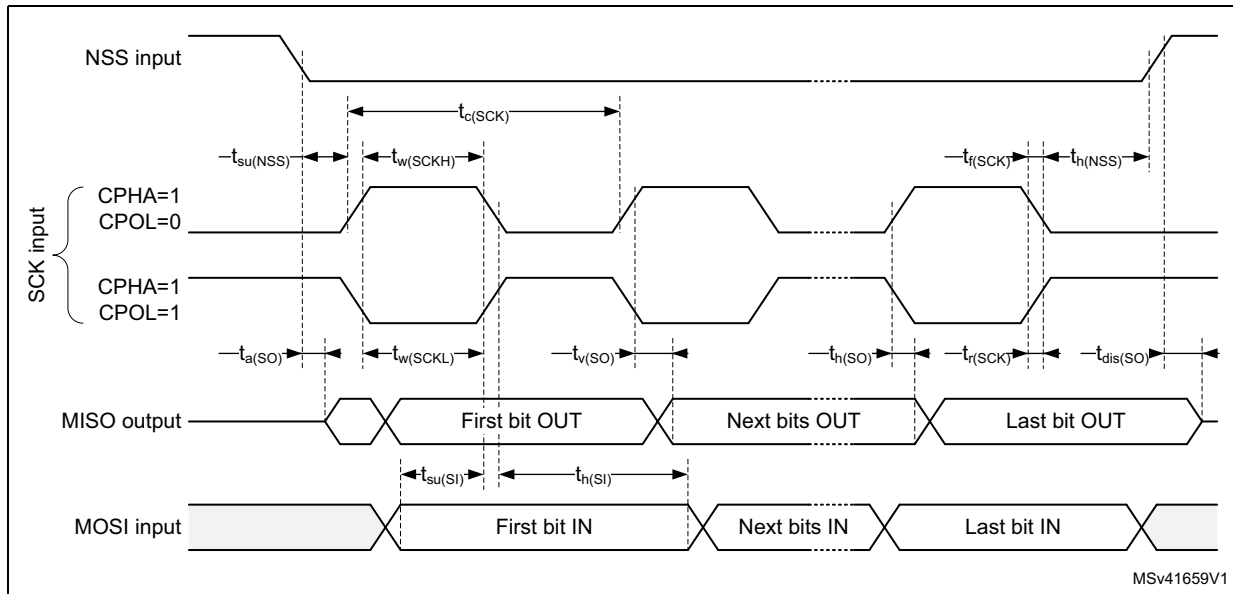 NSS input
tc(SCK)
tsu(NSS)
tw(SCKH)
tf(SCK)
th(NSS)
SCK input
CPHA=1
CPOL=0
CPHA=1
CPOL=1
ta(SO)
tw(SCKL)
tv(SO)
th(SO)
tr(SCK)
tdis(SO)
MISO output
First bit OUT
Next bits OUT
Last bit OUT
tsu(SI)
th(SI)
MOSI input
First bit IN
Next bits IN
Last bit IN
MSv41659V1